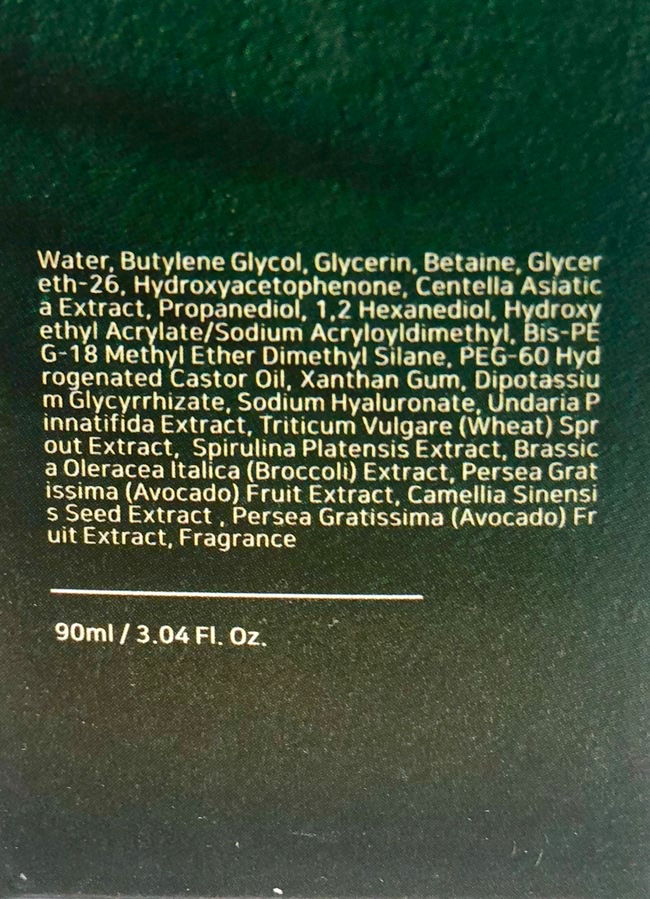 Water, Butylene Glycol, Glycerin, Betaine, Glycer
eth-26, Hydroxyacetophenone, Centella Asiatic
a Extract, Propanediol, 1,2 Hexanediol, Hydroxy
ethyl Acrylate/Sodium Acryloyldimethyl, Bis-PE
G-18 Methyl Ether Dimethyl Silane, PEG-60 Hyd
rogenated Castor Oil, Xanthan Gum, Dipotassiu
m Glycyrrhizate, Sodium Hyaluronate, Undaria P
innatifida Extract, Triticum Vulgare (Wheat) Spr
out Extract, Spirulina Platensis Extract, Brassic
a Oleracea Italica (Broccoli) Extract, Persea Grat
issima (Avocado) Fruit Extract, Camellia Sinensi
s Seed Extract , Persea Gratissima (Avocado) Fr
uit Extract, Fragrance
90ml / 3.04 Fl. Oz.